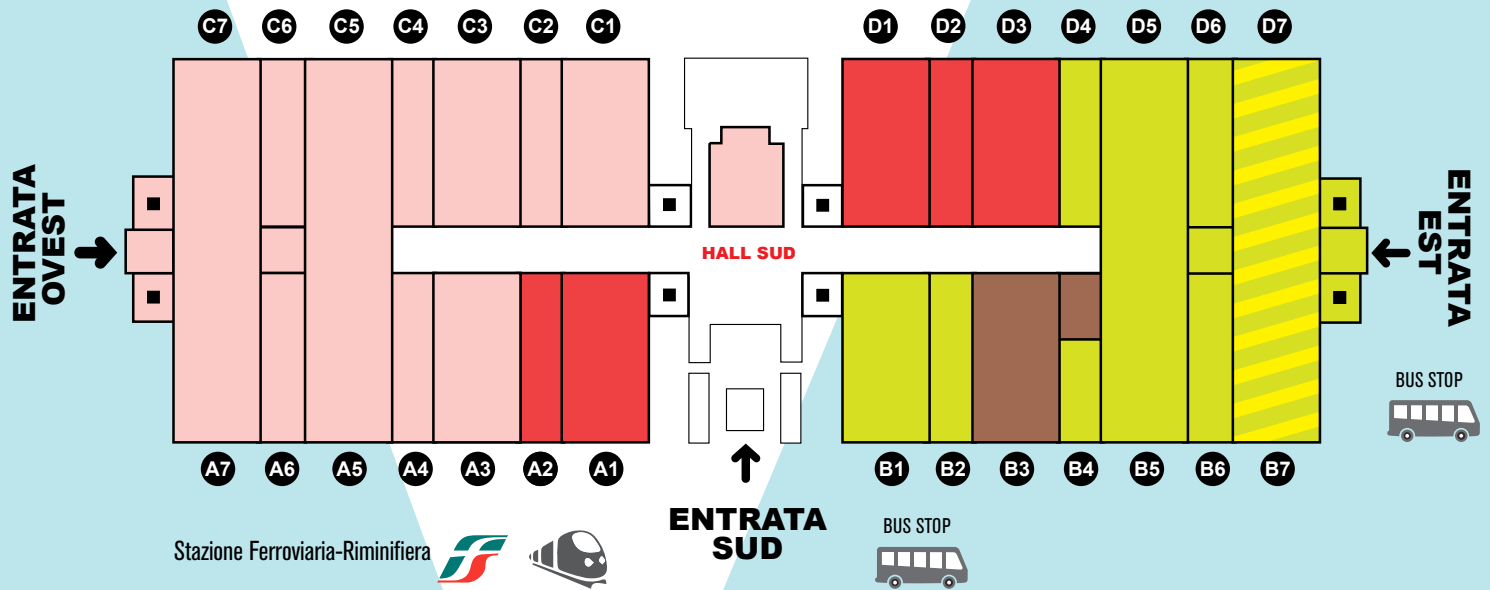 C7 C6 C5 C4 C3 C2 C1 D1 D2 D3 D4 D5 D6 D7
ENTRATA
OVEST
HALL SUD
ENTRATA
EST
BUS STOP
A7 A6 A5 A4 A3 A2 A1 B1 B2 B3 B4 B5 B6 B7
ENTRATA
SUD
BUS STOP
Stazione Ferroviaria-Riminifiera